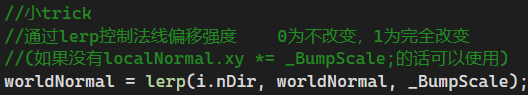 //小trick
//通过lerp控制法线偏移强度    0为不改变，1为完全改变
//(如果没有localNormal.xy *= _BumpScale;的话可以使用)
worldNormal = lerp(i.nDir, worldNormal, _BumpScale);